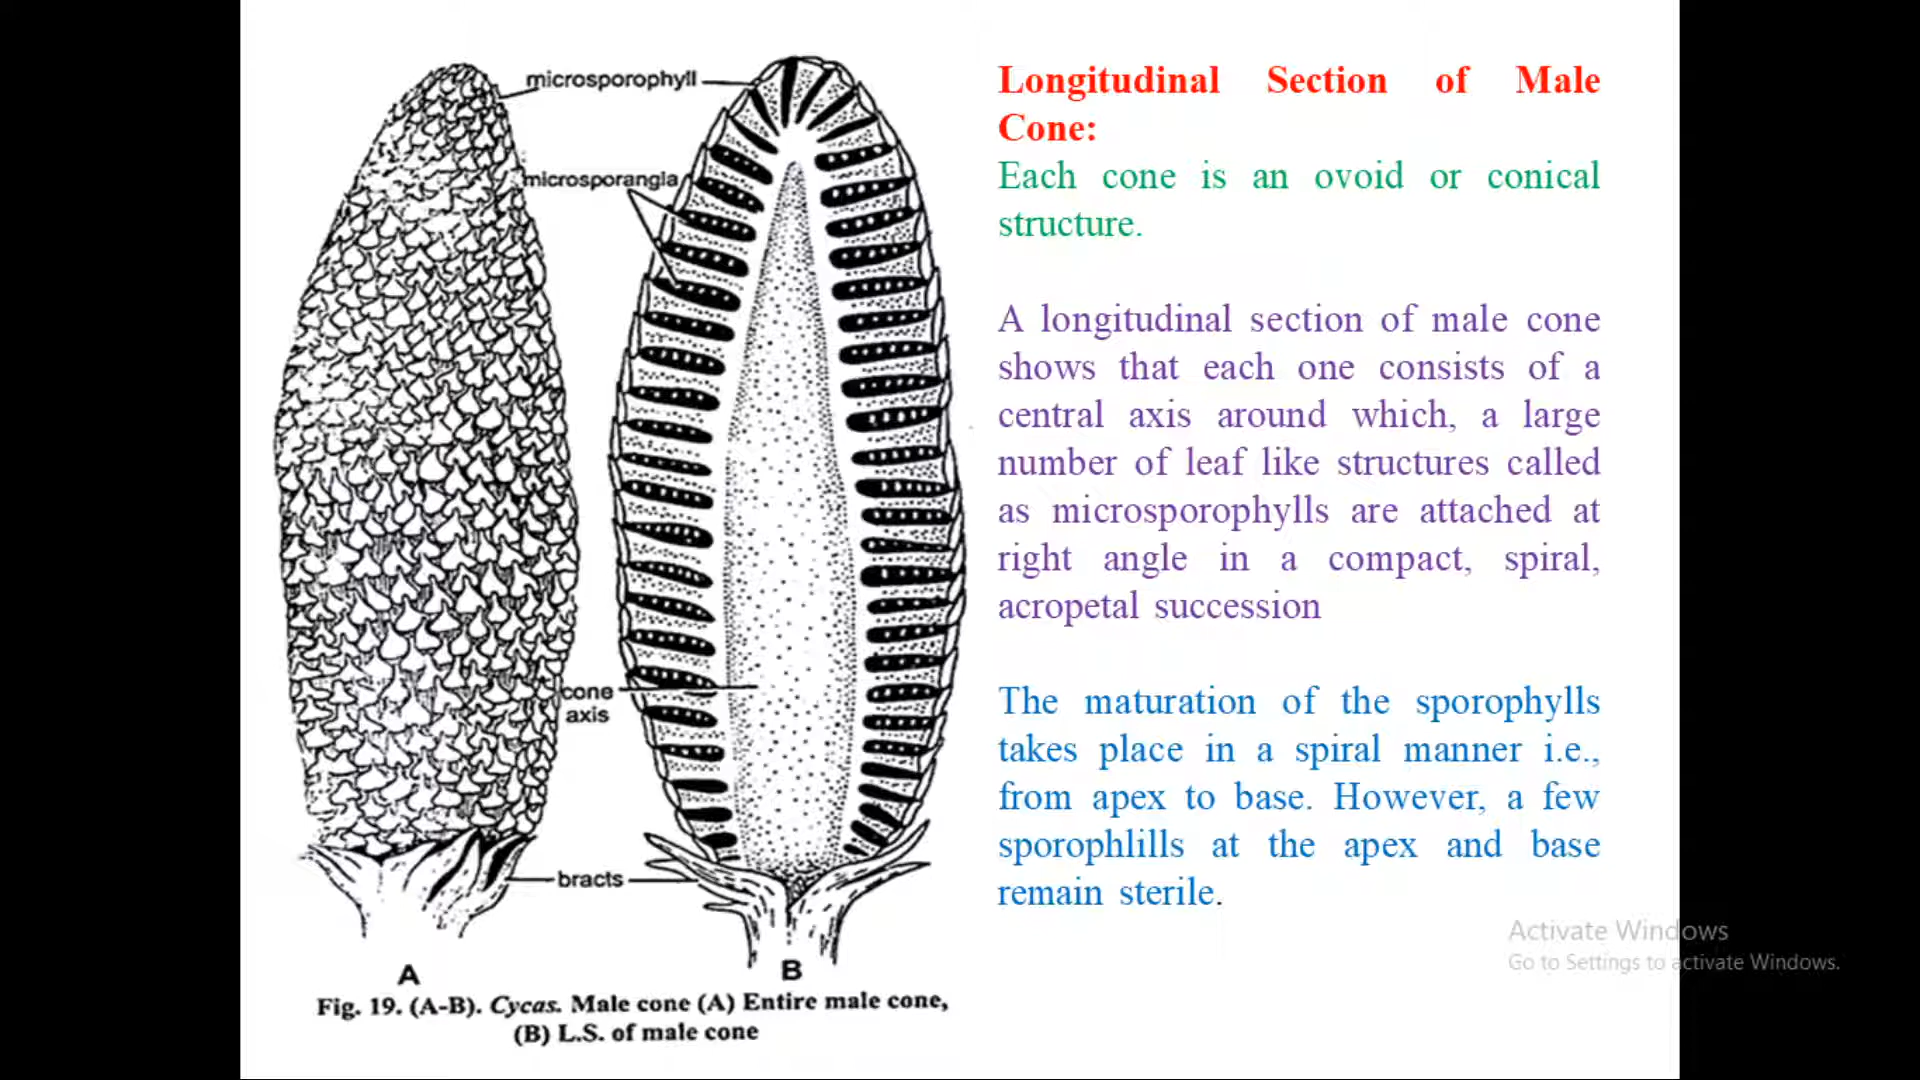 microsporophyll
microsporangla
cone
axis
bracts
A
B
Fig. 19. (A-B). Cycas. Male cone (A) Entire male cone,
(B) L.S. of male cone
Longitudinal Section of Male
Cone:
Each cone is an ovoid or conical
structure.
A longitudinal section of male cone
shows that each one consists of a
central axis around which, a large
number of leaf like structures called
as microsporophylls are attached at
right angle in a compact, spiral,
acropetal succession
The maturation of the sporophylls
takes place in a spiral manner i.e.,
from apex to base. However, a few
sporophlills at the apex and base
remain sterile.
Activate Windows
Go to Settings to activate Windows.